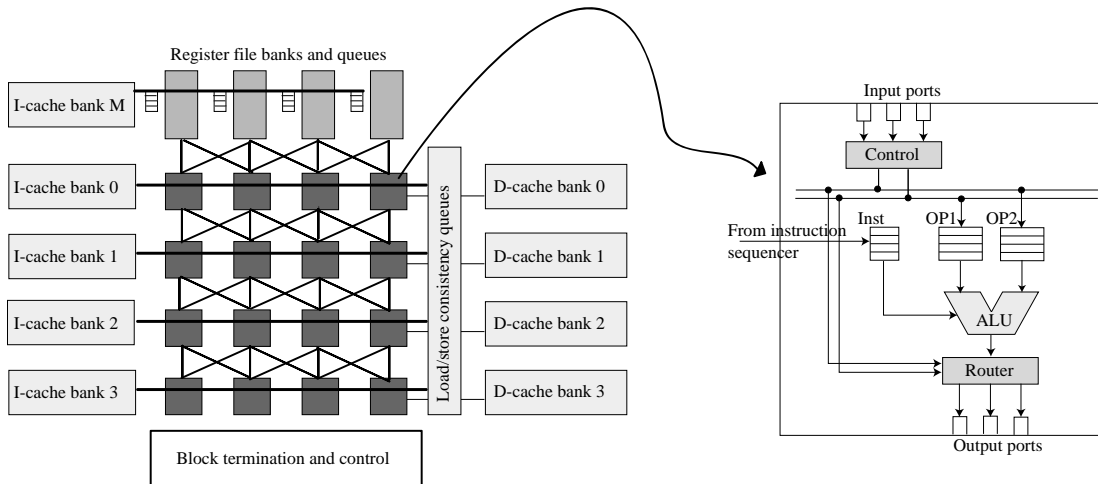 Register file banks and queues
I-cache bank M
I-cache bank 0
I-cache bank 1
I-cache bank 2
I-cache bank 3
Load/store consistency queues
D-cache bank 0
D-cache bank 1
D-cache bank 2
D-cache bank 3
Block termination and control
Input ports
Control
Inst
OP1
OP2
From instruction
sequencer
ALU
Router
Output ports